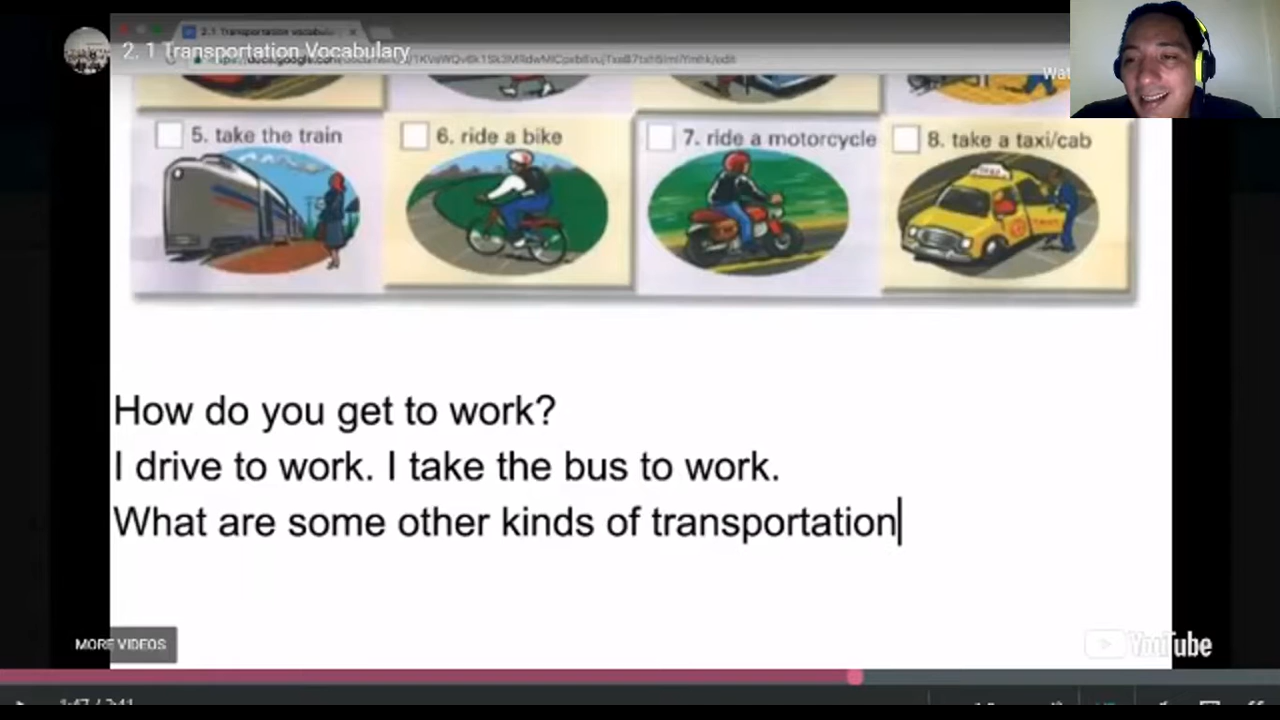 2. 1 Transportation Vocabulary
Wat
5. take the train
6. ride a bike
7. ride a motorcycle
8. take a taxi/cab
TAXI
How do you get to work?
I drive to work. I take the bus to work.
What are some other kinds of transportation
MORE VIDEOS
YouTube